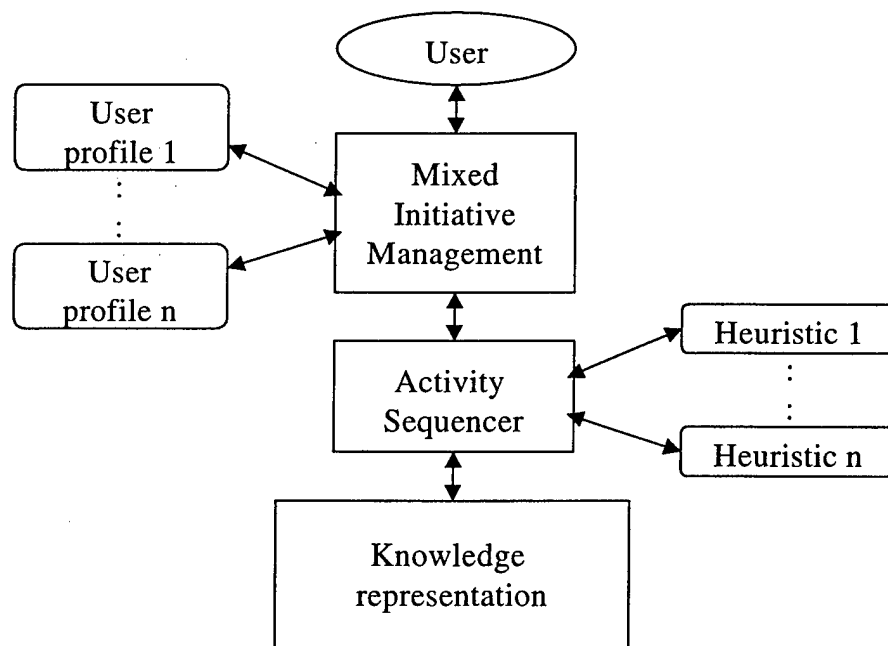 User
User
profile 1
:
:
User
profile n
Mixed
Initiative
Management
Heuristic 1
:
:
Heuristic n
Activity
Sequencer
Knowledge
representation